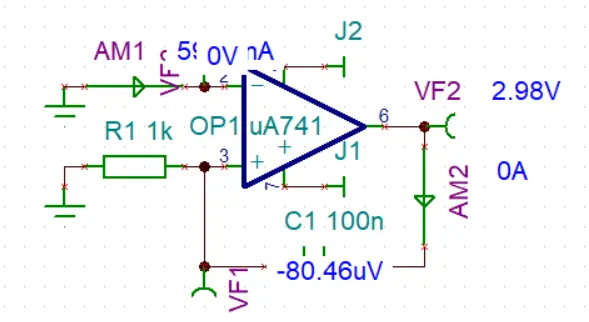 J2
AM1
59
0V
nA
VF3
2
VF2
2.98V
6
R1 1k
OP1 uA741
3
J1
7
0A
AM2
C1 100n
-80.46uV
VF1